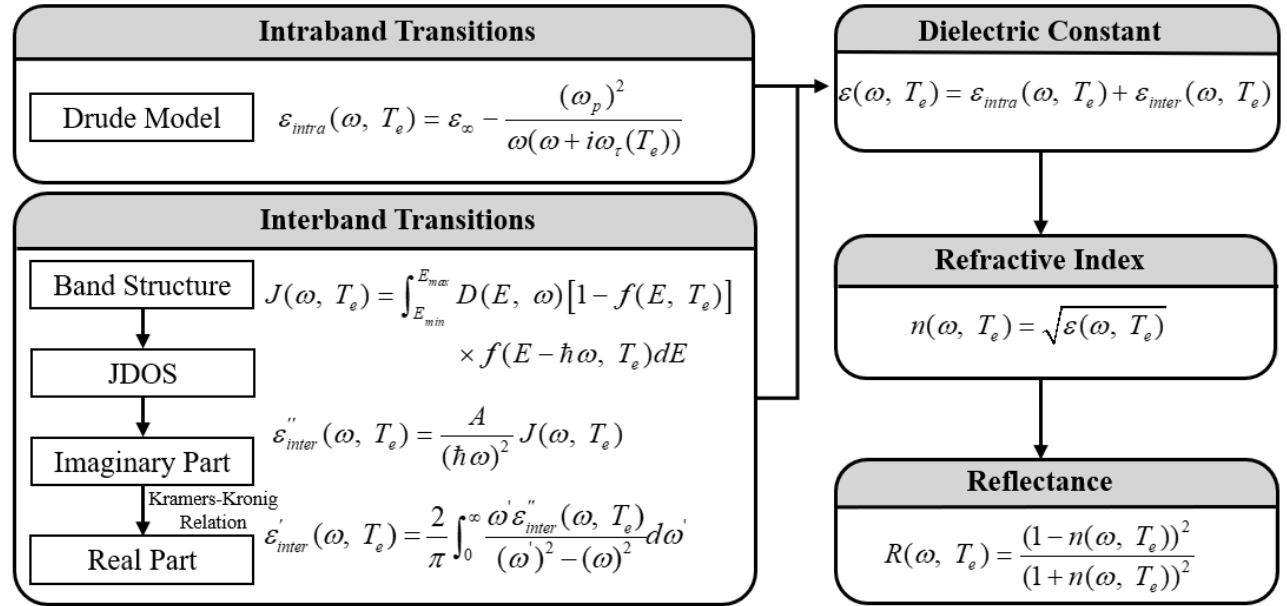 Intraband Transitions
Drude Model
ε_intra(ω, T_e) = ε_∞ − (ω_p)^2 / ω(ω + iω_τ(T_e))
Interband Transitions
Band Structure
J(ω, T_e) = ∫_{E_min}^{E_max} D(E, ω)[1 − f(E, T_e)]
× f(E − ħω, T_e)dE
JDOS
ε''_inter(ω, T_e) = A / (ħω)^2 J(ω, T_e)
Imaginary Part
Kramers-Kronig
Relation
ε'_inter(ω, T_e) = 2/π ∫_0^∞ ω'ε''_inter(ω, T_e) / (ω')^2 − (ω)^2 dω'
Real Part
Dielectric Constant
ε(ω, T_e) = ε_intra(ω, T_e) + ε_inter(ω, T_e)
Refractive Index
n(ω, T_e) = √ε(ω, T_e)
Reflectance
R(ω, T_e) = (1 − n(ω, T_e))^2 / (1 + n(ω, T_e))^2